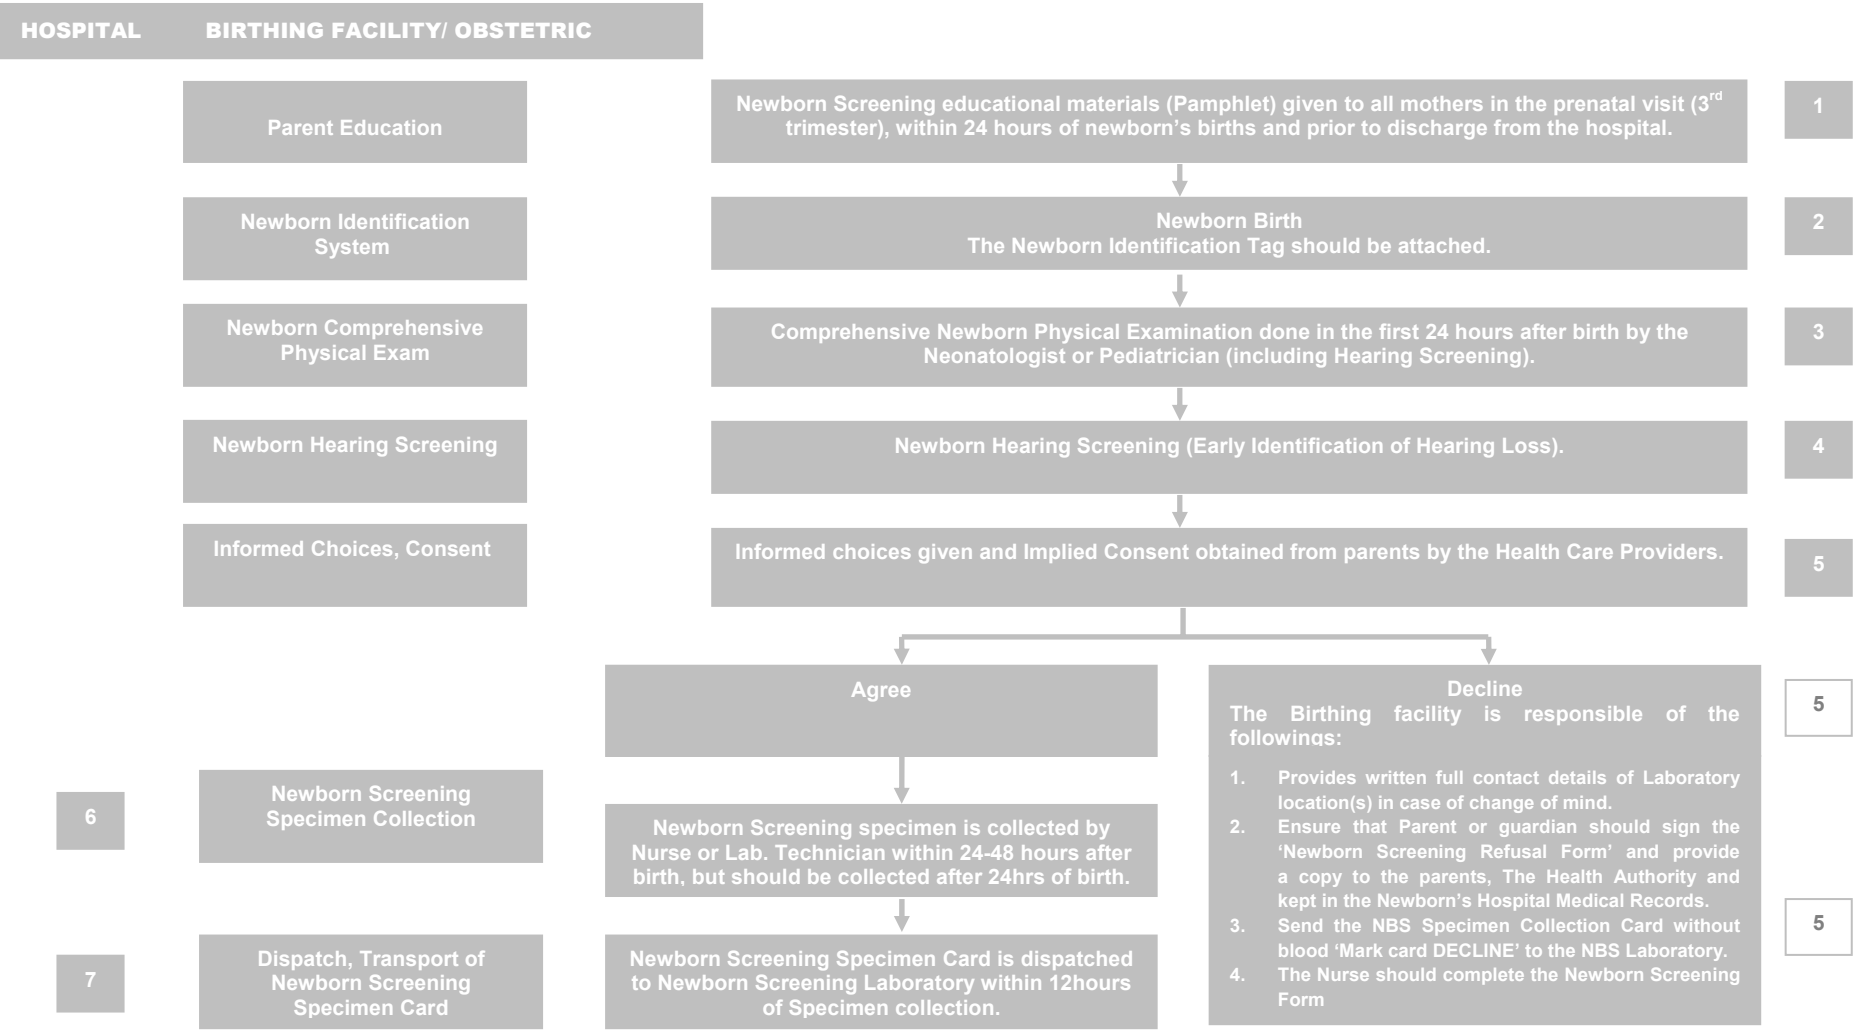 HOSPITAL BIRTHING FACILITY/ OBSTETRIC
Parent Education
Newborn Screening educational materials (Pamphlet) given to all mothers in the prenatal visit (3rd
trimester), within 24 hours of newborn’s births and prior to discharge from the hospital.
1
Newborn Identification
System
Newborn Birth
The Newborn Identification Tag should be attached.
2
Newborn Comprehensive
Physical Exam
Comprehensive Newborn Physical Examination done in the first 24 hours after birth by the
Neonatologist or Pediatrician (including Hearing Screening).
3
Newborn Hearing Screening
Newborn Hearing Screening (Early Identification of Hearing Loss).
4
Informed Choices, Consent
Informed choices given and Implied Consent obtained from parents by the Health Care Providers.
5
Agree
Decline
The Birthing facility is responsible of the
followings:
1. Provides written full contact details of Laboratory
location(s) in case of change of mind.
2. Ensure that Parent or guardian should sign the
‘Newborn Screening Refusal Form’ and provide
a copy to the parents, The Health Authority and
kept in the Newborn’s Hospital Medical Records.
3. Send the NBS Specimen Collection Card without
blood ‘Mark card DECLINE’ to the NBS Laboratory.
4. The Nurse should complete the Newborn Screening
Form
5
5
6
Newborn Screening
Specimen Collection
Newborn Screening specimen is collected by
Nurse or Lab. Technician within 24-48 hours after
birth, but should be collected after 24hrs of birth.
7
Dispatch, Transport of
Newborn Screening
Specimen Card
Newborn Screening Specimen Card is dispatched
to Newborn Screening Laboratory within 12hours
of Specimen collection.